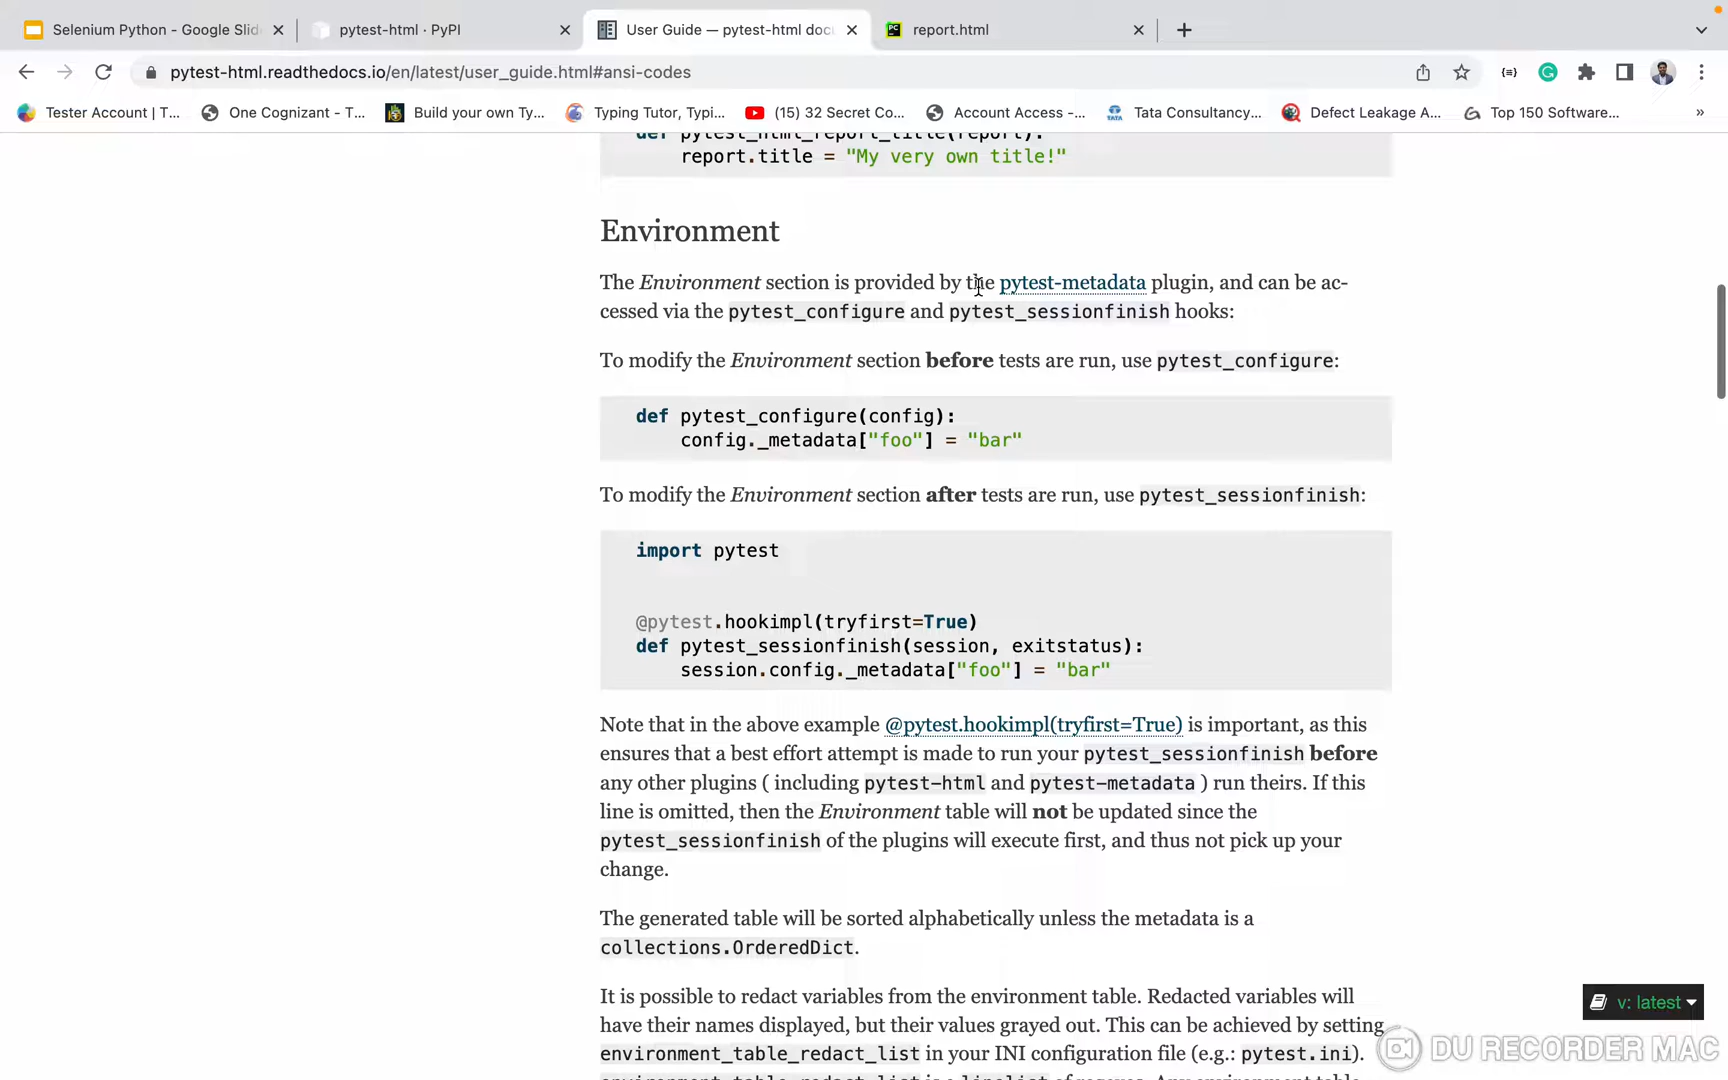 Selenium Python - Google Slid
pytest-html · PyPI
User Guide — pytest-html docu
report.html
pytest-html.readthedocs.io/en/latest/user_guide.html#ansi-codes
Tester Account | T...
One Cognizant - T...
Build your own Ty...
Typing Tutor, Typi...
(15) 32 Secret Co...
Account Access -...
Tata Consultancy...
Defect Leakage A...
Top 150 Software...
def pytest_html_report_title(report):
report.title = "My very own title!"
Environment
The Environment section is provided by the pytest-metadata plugin, and can be ac-
cessed via the pytest_configure and pytest_sessionfinish hooks:
To modify the Environment section before tests are run, use pytest_configure:
def pytest_configure(config):
config._metadata["foo"] = "bar"
To modify the Environment section after tests are run, use pytest_sessionfinish:
import pytest
@pytest.hookimpl(tryfirst=True)
def pytest_sessionfinish(session, exitstatus):
session.config._metadata["foo"] = "bar"
Note that in the above example @pytest.hookimpl(tryfirst=True) is important, as this
ensures that a best effort attempt is made to run your pytest_sessionfinish before
any other plugins ( including pytest-html and pytest-metadata ) run theirs. If this
line is omitted, then the Environment table will not be updated since the
pytest_sessionfinish of the plugins will execute first, and thus not pick up your
change.
The generated table will be sorted alphabetically unless the metadata is a
collections.OrderedDict.
It is possible to redact variables from the environment table. Redacted variables will
have their names displayed, but their values grayed out. This can be achieved by setting
environment_table_redact_list in your INI configuration file (e.g.: pytest.ini).
v: latest
DU RECORDER MAC